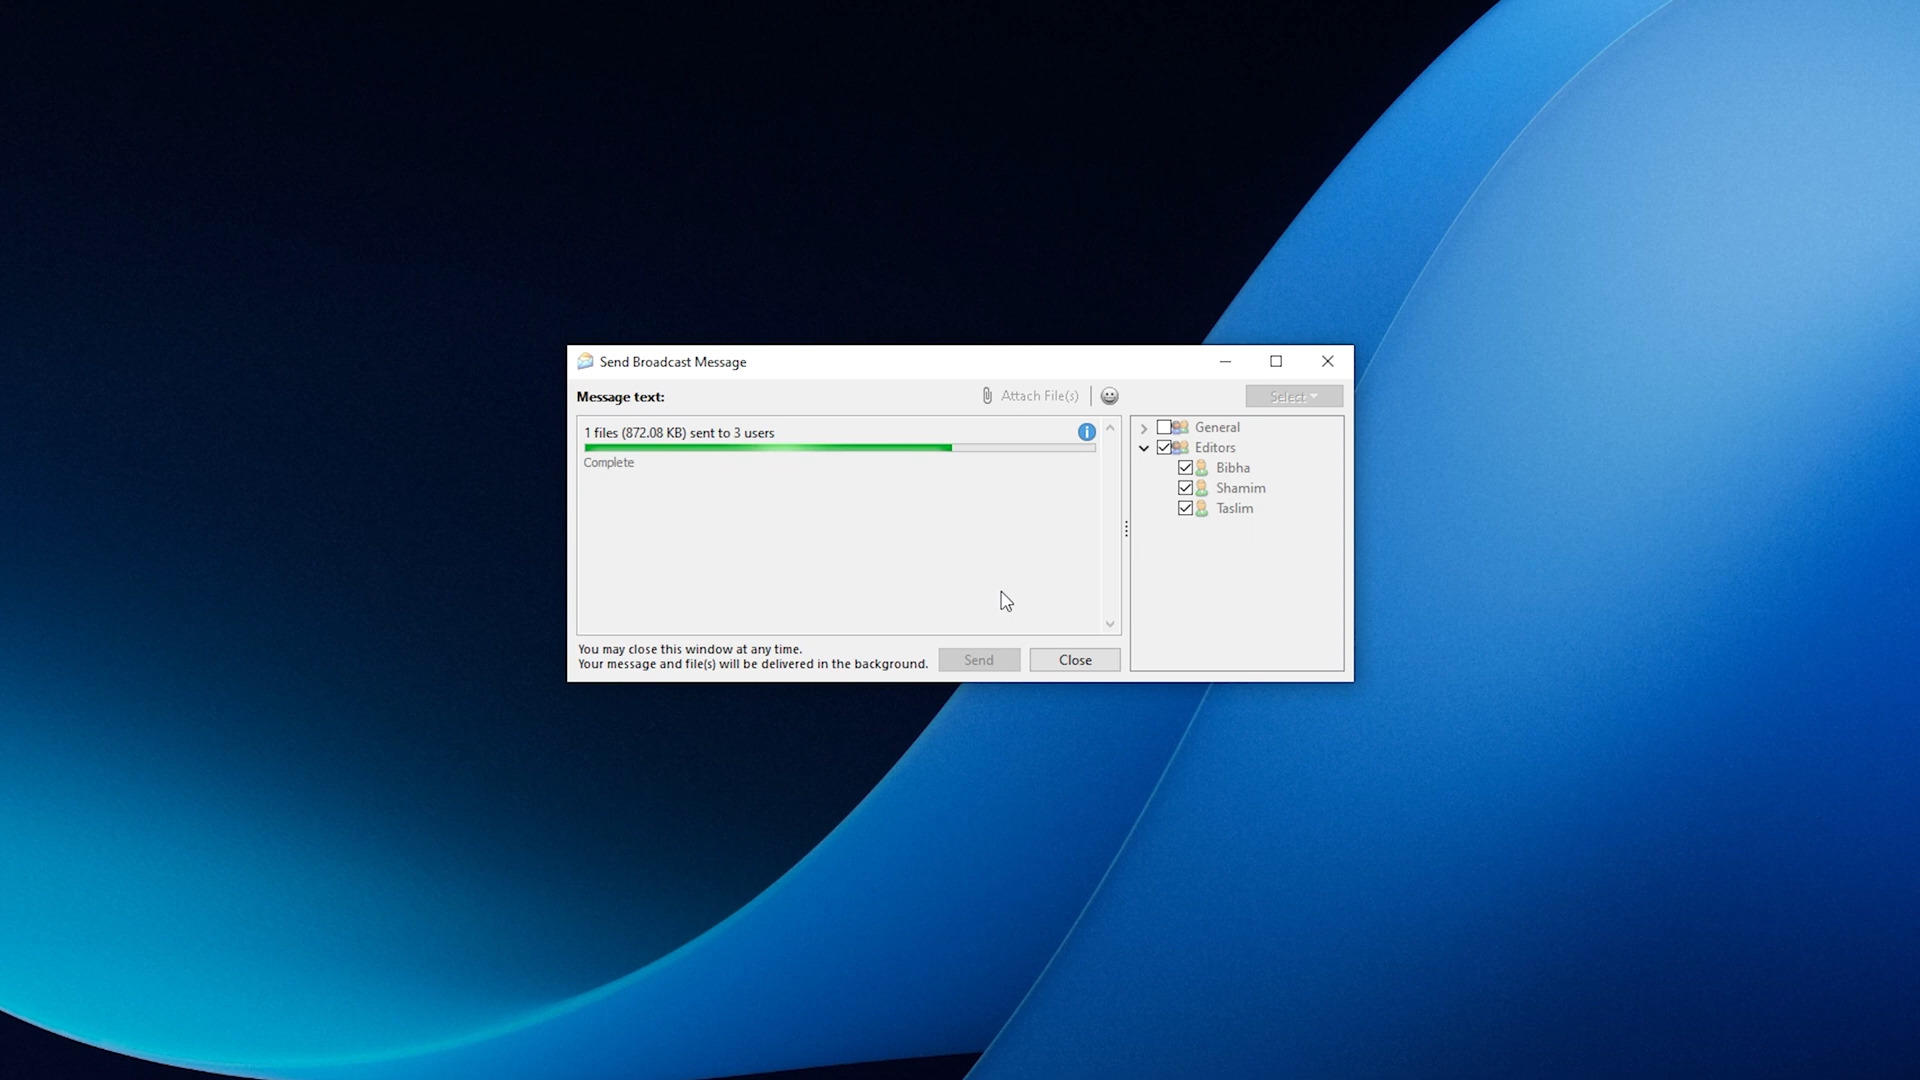 Send Broadcast Message
Message text:
Attach File(s)
Select
1 files (872.08 KB) sent to 3 users
Complete
General
Editors
Bibha
Shamim
Taslim
You may close this window at any time.
Your message and file(s) will be delivered in the background.
Send
Close